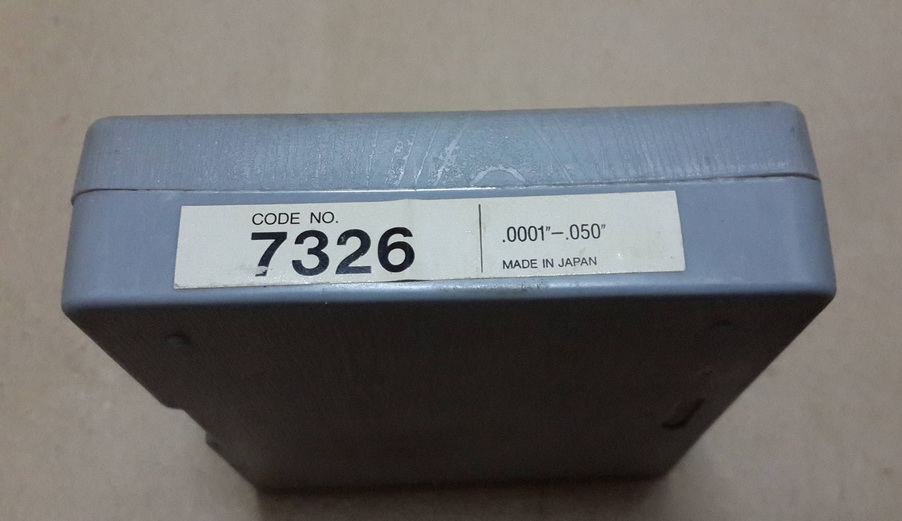 CODE NO.
7326
.0001"–.050"
MADE IN JAPAN